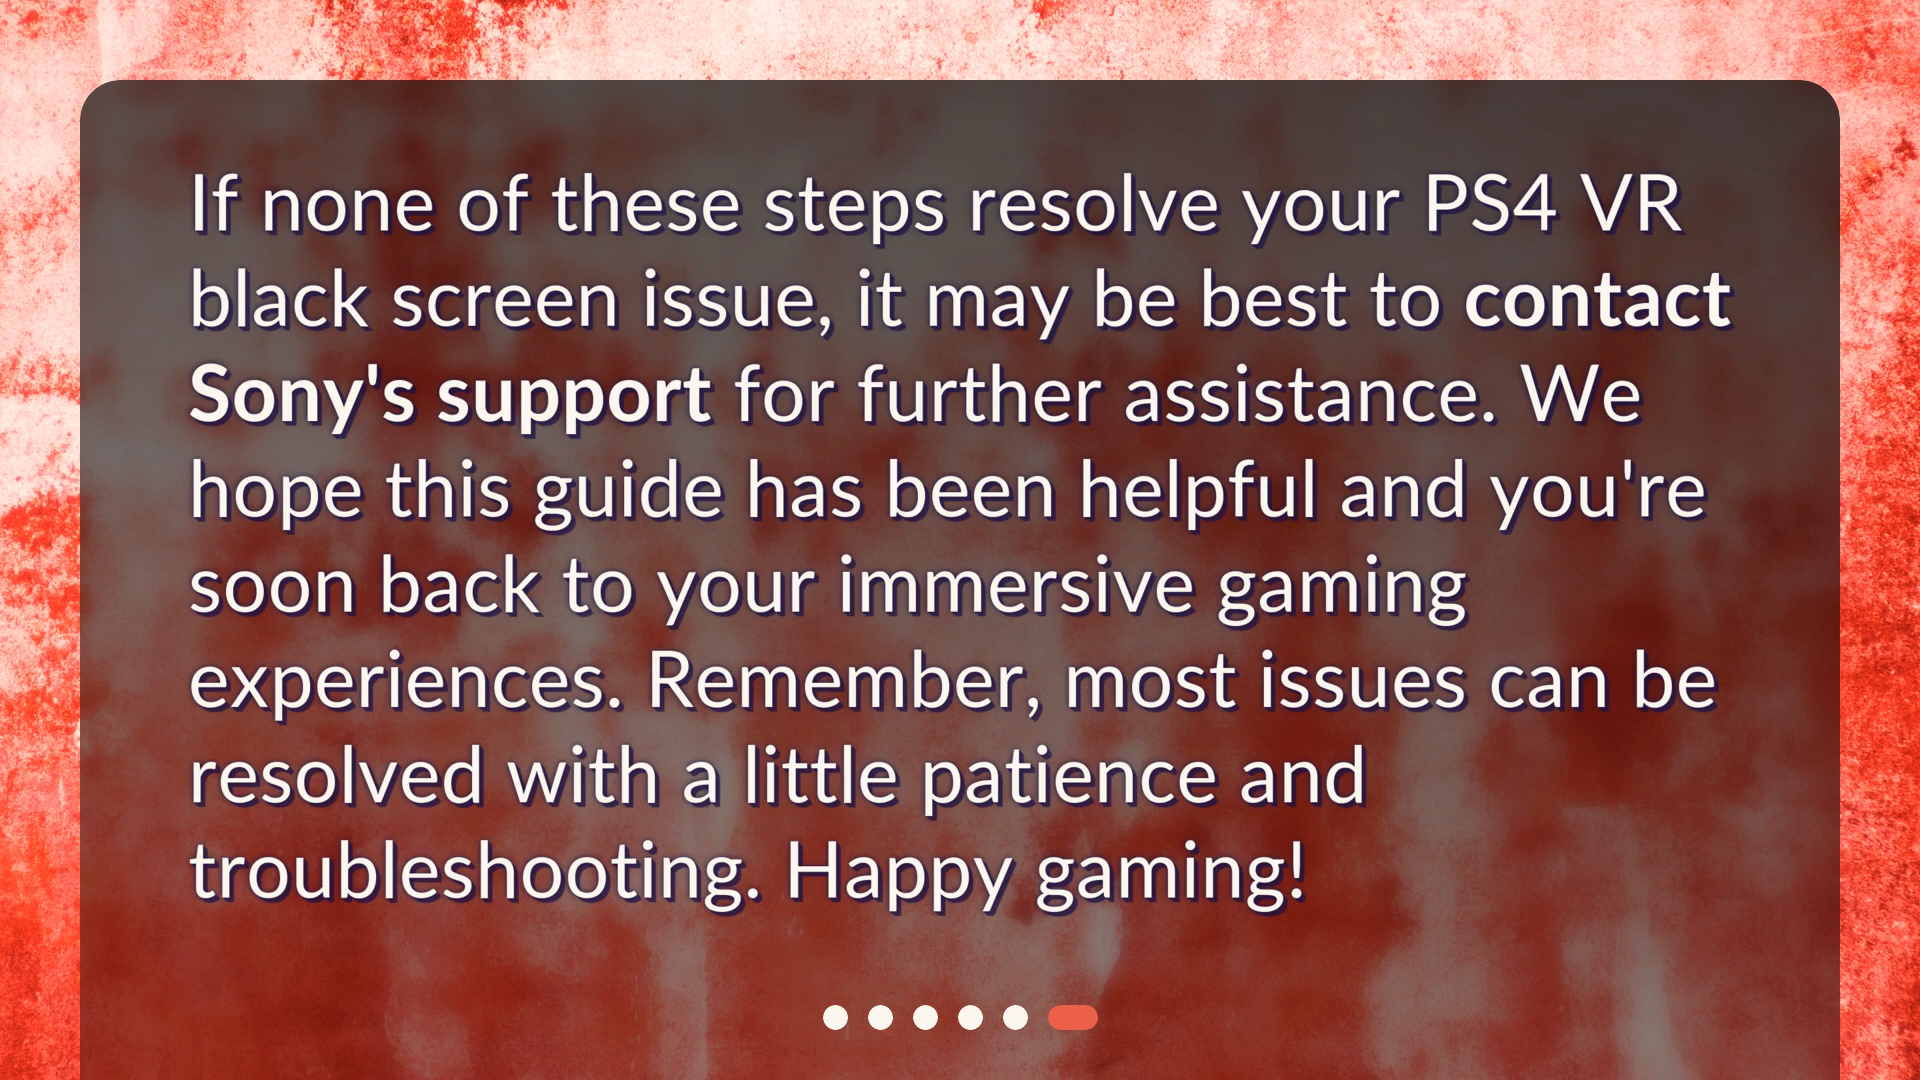 If none of these steps resolve your PS4 VR
black screen issue, it may be best to contact
Sony's support for further assistance. We
hope this guide has been helpful and you're
soon back to your immersive gaming
experiences. Remember, most issues can be
resolved with a little patience and
troubleshooting. Happy gaming!